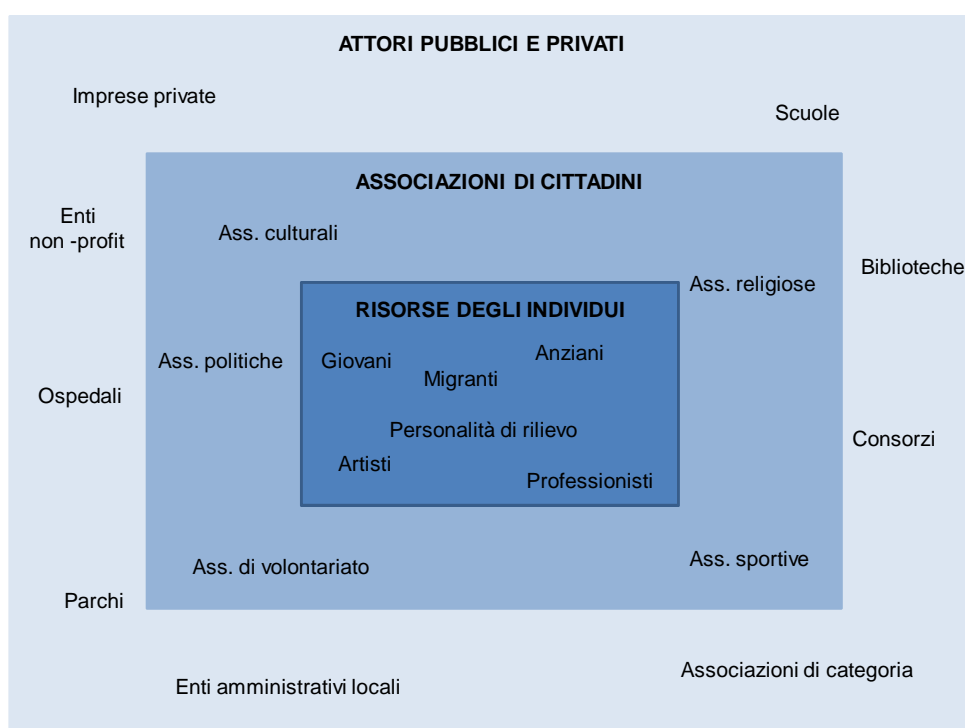 ATTORI PUBBLICI E PRIVATI
Imprese private
Scuole
ASSOCIAZIONI DI CITTADINI
Enti
non -profit
Ass. culturali
Biblioteche
Ass. religiose
RISORSE DEGLI INDIVIDUI
Ass. politiche
Giovani
Anziani
Migranti
Ospedali
Personalità di rilievo
Consorzi
Artisti
Professionisti
Ass. di volontariato
Ass. sportive
Parchi
Enti amministrativi locali
Associazioni di categoria